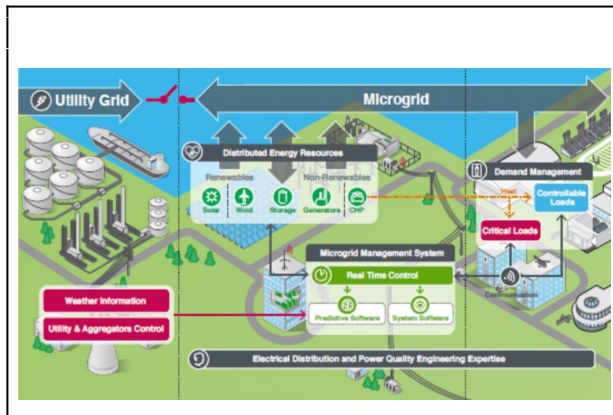 Utility Grid
Microgrid
Distributed Energy Resources
Renewables
Non-Renewables
Solar
Wind
Storage
Generators
CHP
Demand Management
Heat
Controllable
Loads
Critical Loads
Communication
Microgrid Management System
Real Time Control
Predictive Software
System Software
Weather Information
Utility & Aggregators Control
Electrical Distribution and Power Quality Engineering Expertise